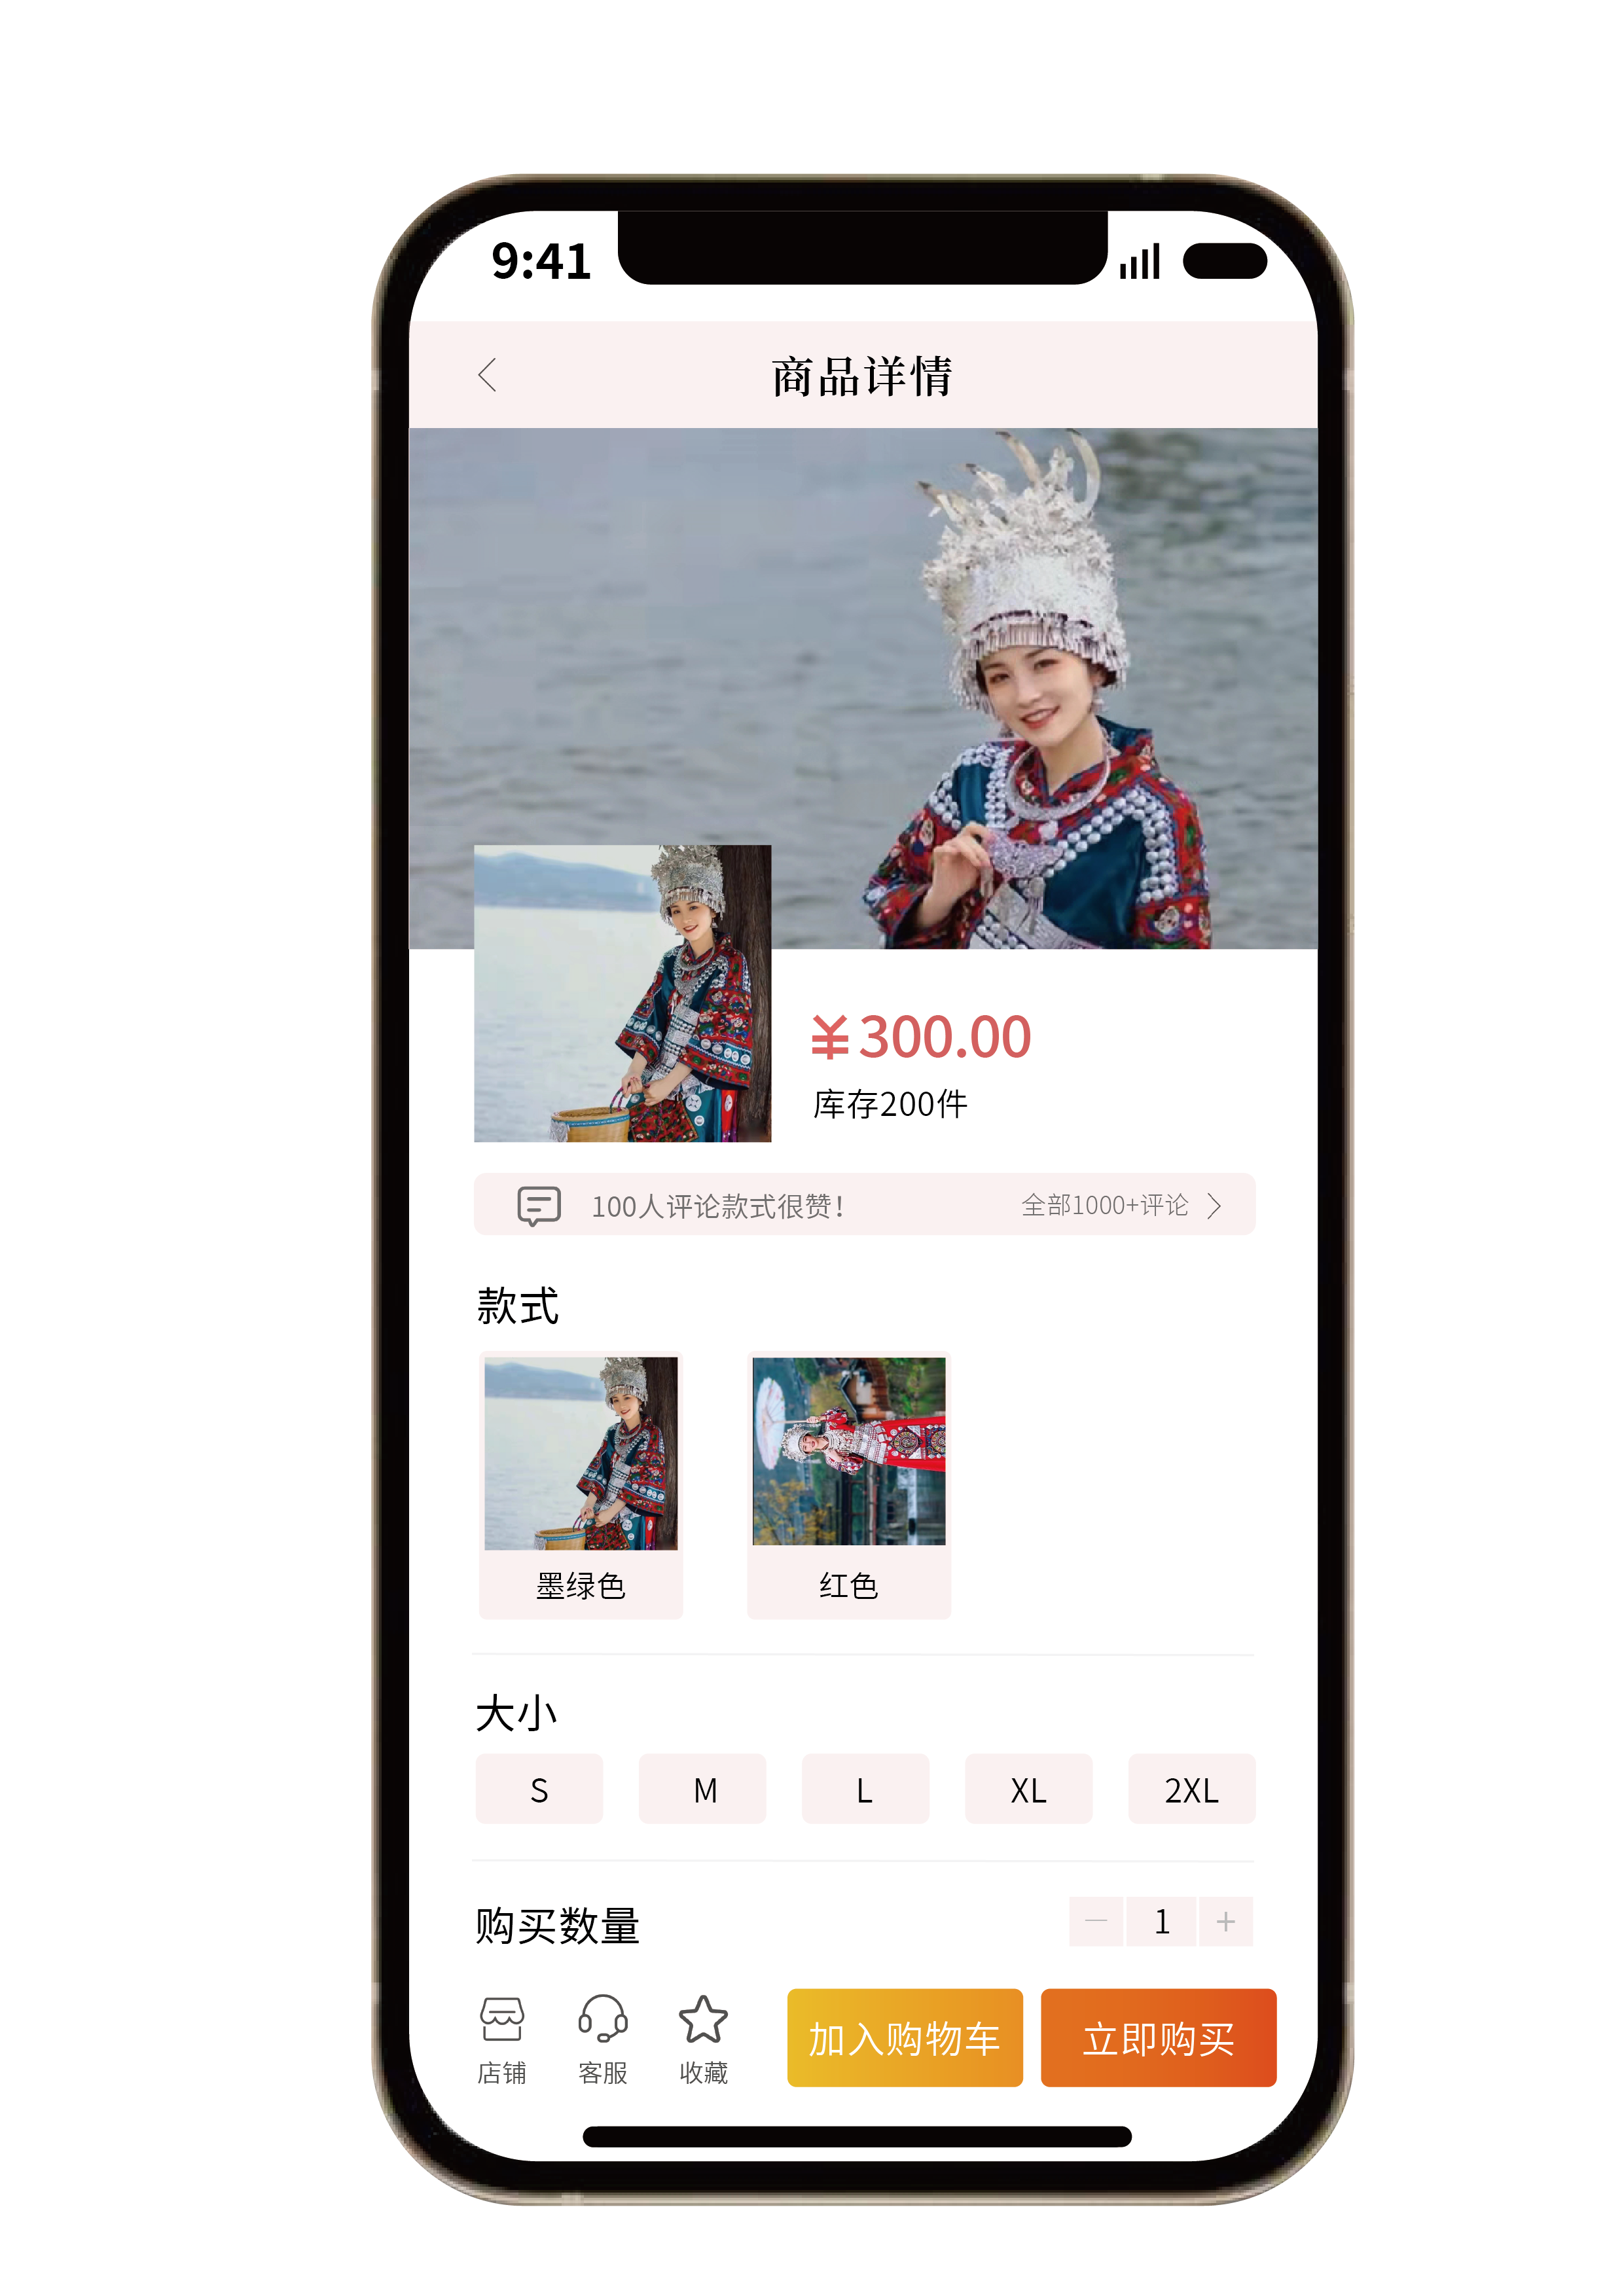 9:41
商品详情
¥300.00
库存200件
100人评论款式很赞！
全部1000+评论
款式
墨绿色
红色
大小
S
M
L
XL
2XL
购买数量
— 1 +
店铺
客服
收藏
加入购物车
立即购买